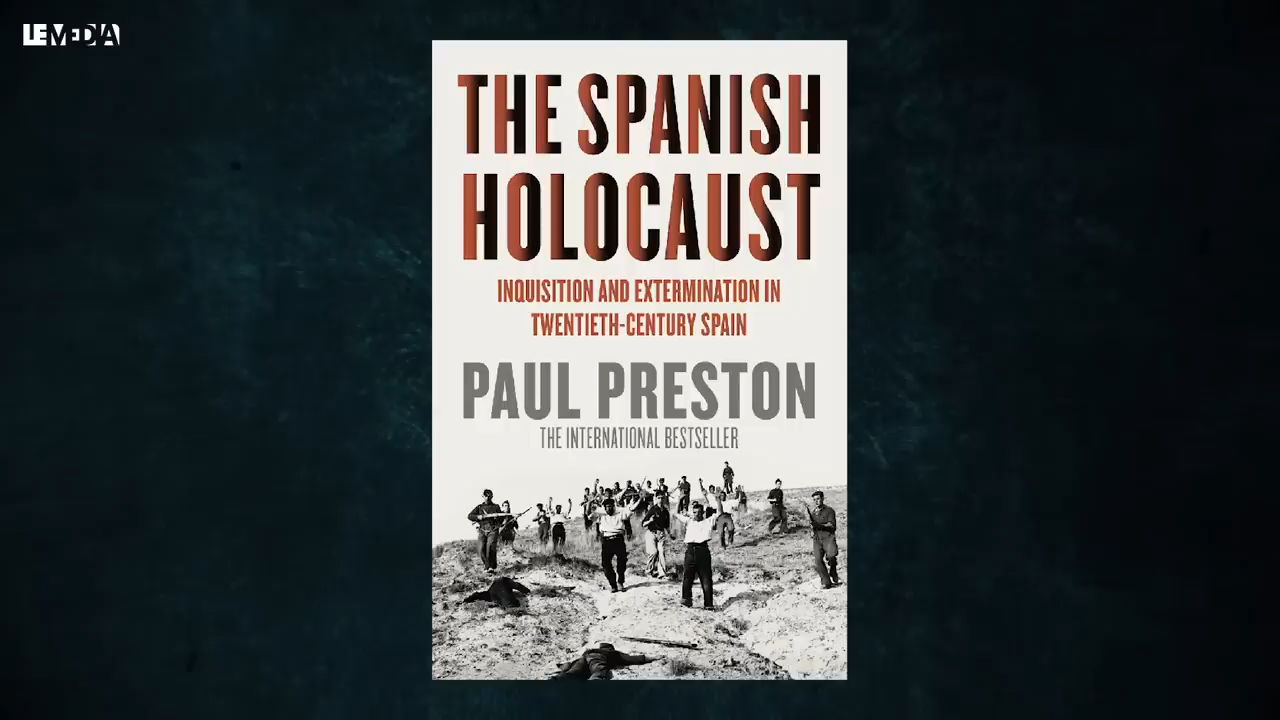 LEMEDIA
THE SPANISH
HOLOCAUST
INQUISITION AND EXTERMINATION IN
TWENTIETH-CENTURY SPAIN
PAUL PRESTON
THE INTERNATIONAL BESTSELLER